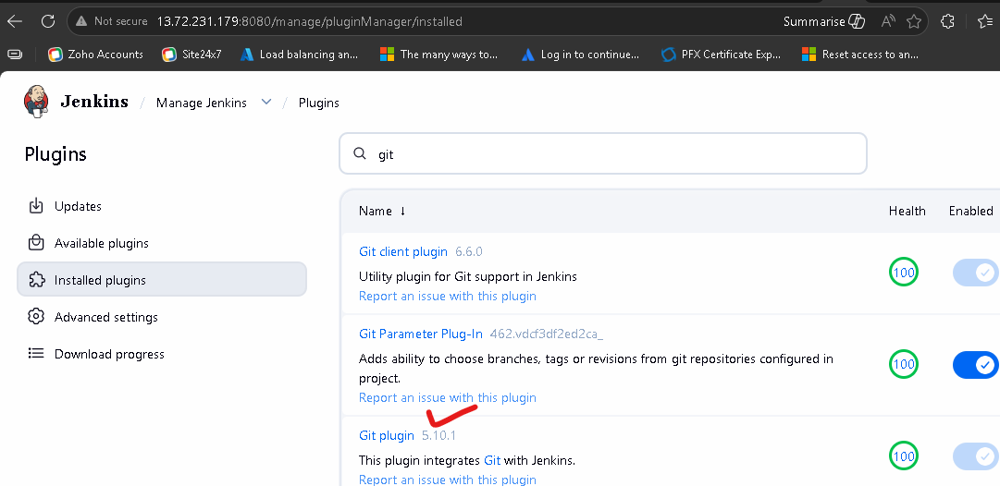 Not secure 13.72.231.179:8080/manage/pluginManager/installed Summarise
Zoho Accounts Site24x7 Load balancing an... The many ways to... Log in to continue... PFX Certificate Exp... Reset access to an...
Jenkins / Manage Jenkins / Plugins
Plugins
git
Updates
Available plugins
Installed plugins
Advanced settings
Download progress
Name ↓ Health Enabled
Git client plugin 6.6.0
Utility plugin for Git support in Jenkins
Report an issue with this plugin
100
Git Parameter Plug-In 462.vdcf3df2ed2ca_
Adds ability to choose branches, tags or revisions from git repositories configured in
project.
Report an issue with this plugin
100
Git plugin 5.10.1
This plugin integrates Git with Jenkins.
Report an issue with this plugin
100